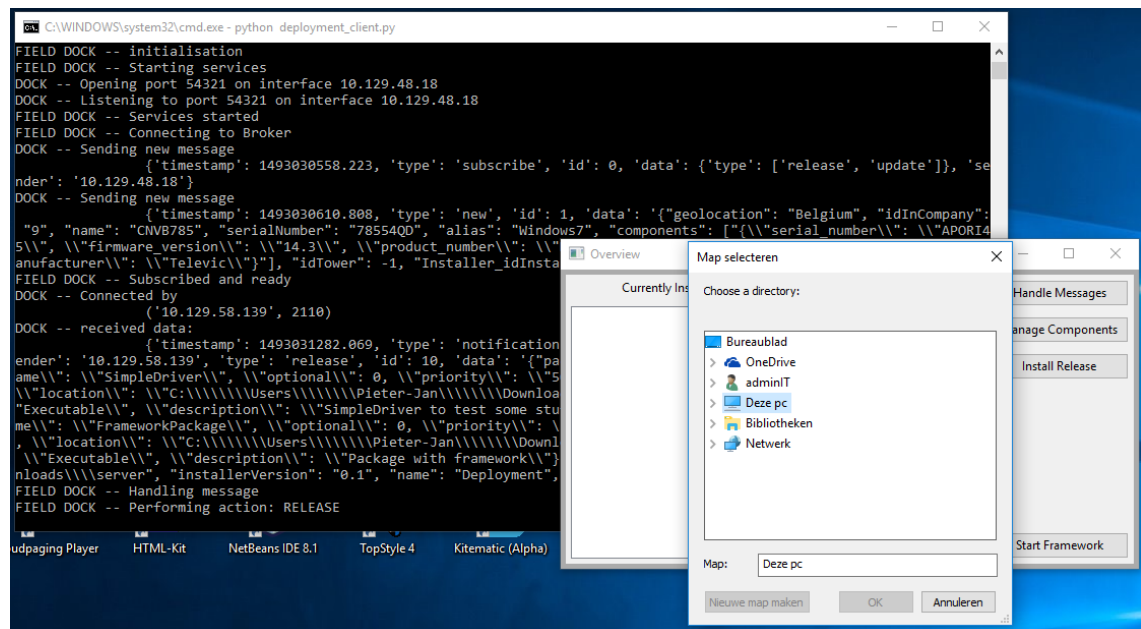 C:\WINDOWS\system32\cmd.exe - python deployment_client.py
FIELD DOCK -- initialisation
FIELD DOCK -- Starting services
DOCK -- Opening port 54321 on interface 10.129.48.18
DOCK -- Listening to port 54321 on interface 10.129.48.18
FIELD DOCK -- Services started
FIELD DOCK -- Connecting to Broker
DOCK -- Sending new message
{'timestamp': 1493030558.223, 'type': 'subscribe', 'id': 0, 'data': {'type': ['release', 'update']}, 'se
nder': '10.129.48.18'}
DOCK -- Sending new message
{'timestamp': 1493030610.808, 'type': 'new', 'id': 1, 'data': '{"geolocation": "Belgium", "idInCompany":
"9", "name": "CNVB785", "serialNumber": "78554QD", "alias": "Windows7", "components": ["{\\"serial_number\\": \\"APORI4
5\\", \\"firmware_version\\": \\"14.3\\", \\"product_number\\": \\"
anufacturer\\": \\"Televic\\"}"], "idTower": -1, "Installer_idInsta
FIELD DOCK -- Subscribed and ready
DOCK -- Connected by
('10.129.58.139', 2110)
DOCK -- received data:
{'timestamp': 1493031282.069, 'type': 'notification
ender': '10.129.58.139', 'type': 'release', 'id': 10, 'data': '{"pa
ame\\": \\"SimpleDriver\\", \\"optional\\": 0, \\"priority\\": \\"5
\\"location\\": \\"C:\\\\\\\\Users\\\\\\\\Pieter-Jan\\\\\\\\Downloa
"Executable\\", \\"description\\": \\"SimpleDriver to test some stu
me\\": \\"FrameworkPackage\\", \\"optional\\": 0, \\"priority\\": \
, \\"location\\": \\"C:\\\\\\\\Users\\\\\\\\Pieter-Jan\\\\\\\\Downl
\\"Executable\\", \\"description\\": \\"Package with framework\\"}
nloads\\\\server", "installerVersion": "0.1", "name": "Deployment",
FIELD DOCK -- Handling message
FIELD DOCK -- Performing action: RELEASE
Overview
Currently Ins
Handle Messages
anage Components
Install Release
Start Framework
Map selecteren
Choose a directory:
Bureaublad
OneDrive
adminIT
Deze pc
Bibliotheken
Netwerk
Map: Deze pc
Nieuwe map maken OK Annuleren
udpaging Player HTML-Kit NetBeans IDE 8.1 TopStyle 4 Kitematic (Alpha)